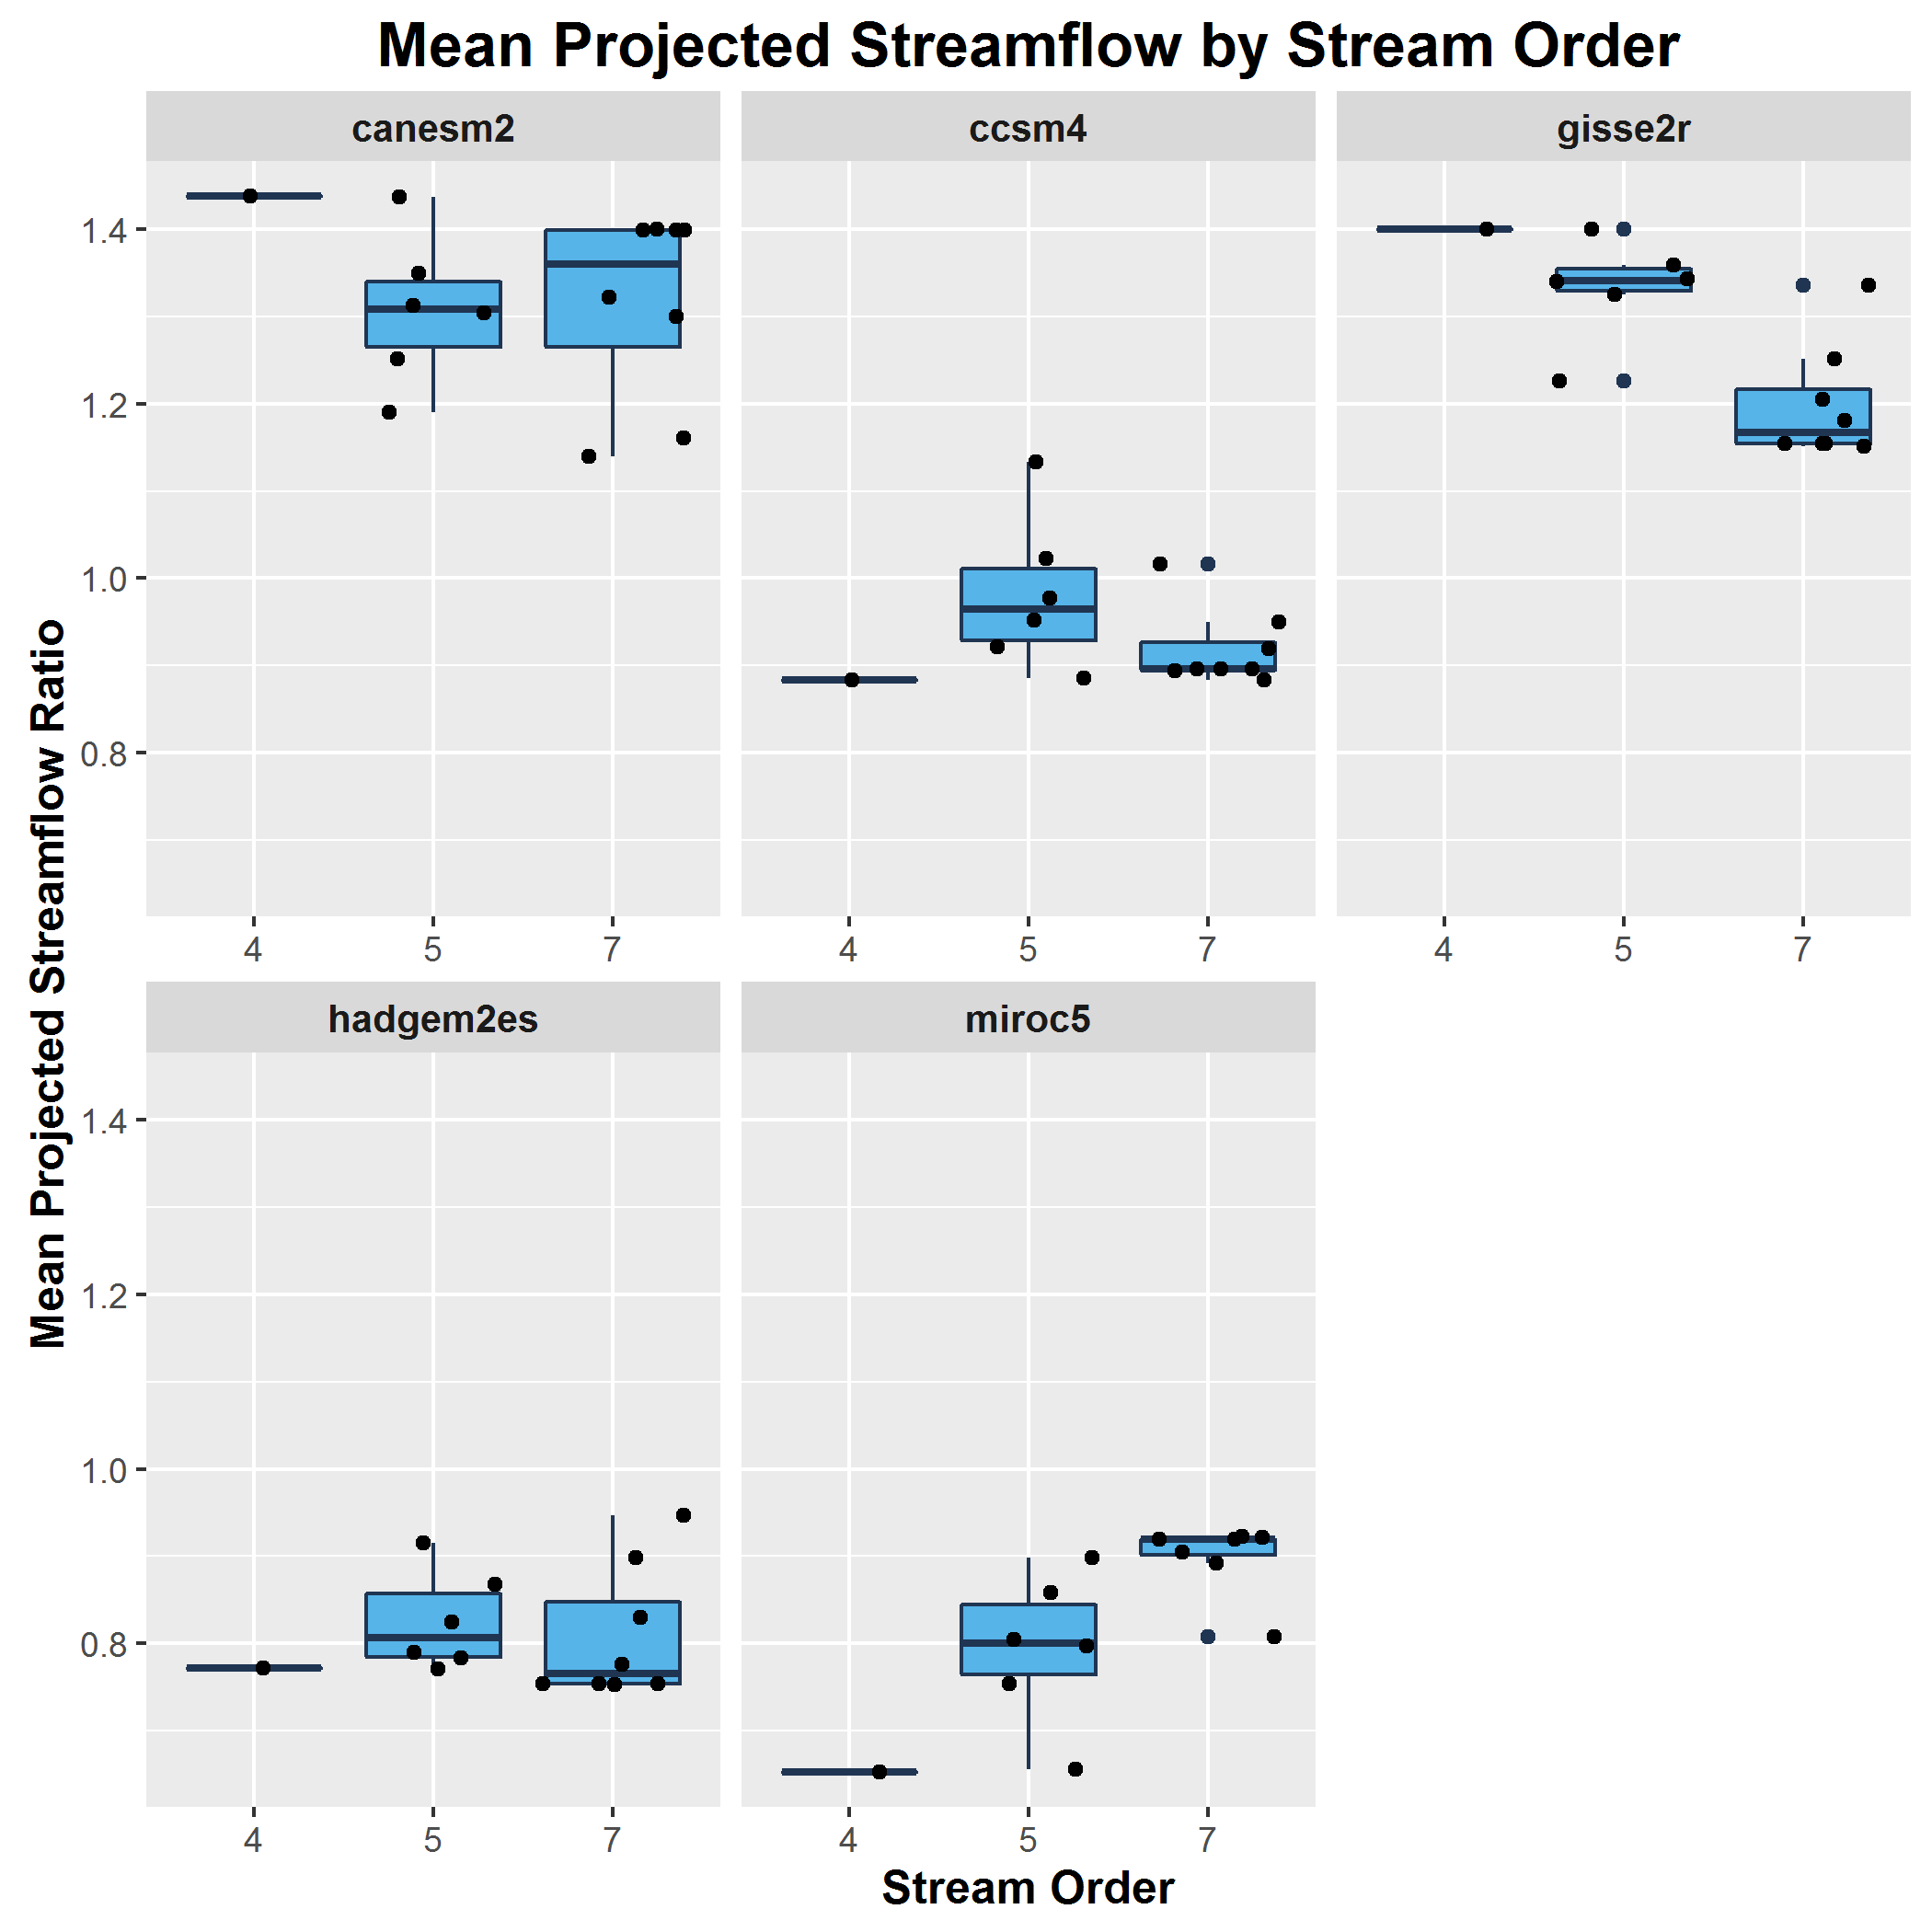 Mean Projected Streamflow by Stream Order
canesm2 ccsm4 gisse2r
1.4
1.2
1.0
0.8
4 5 7 4 5 7 4 5 7
Mean Projected Streamflow Ratio
hadgem2es miroc5
1.4
1.2
1.0
0.8
4 5 7 4 5 7
Stream Order